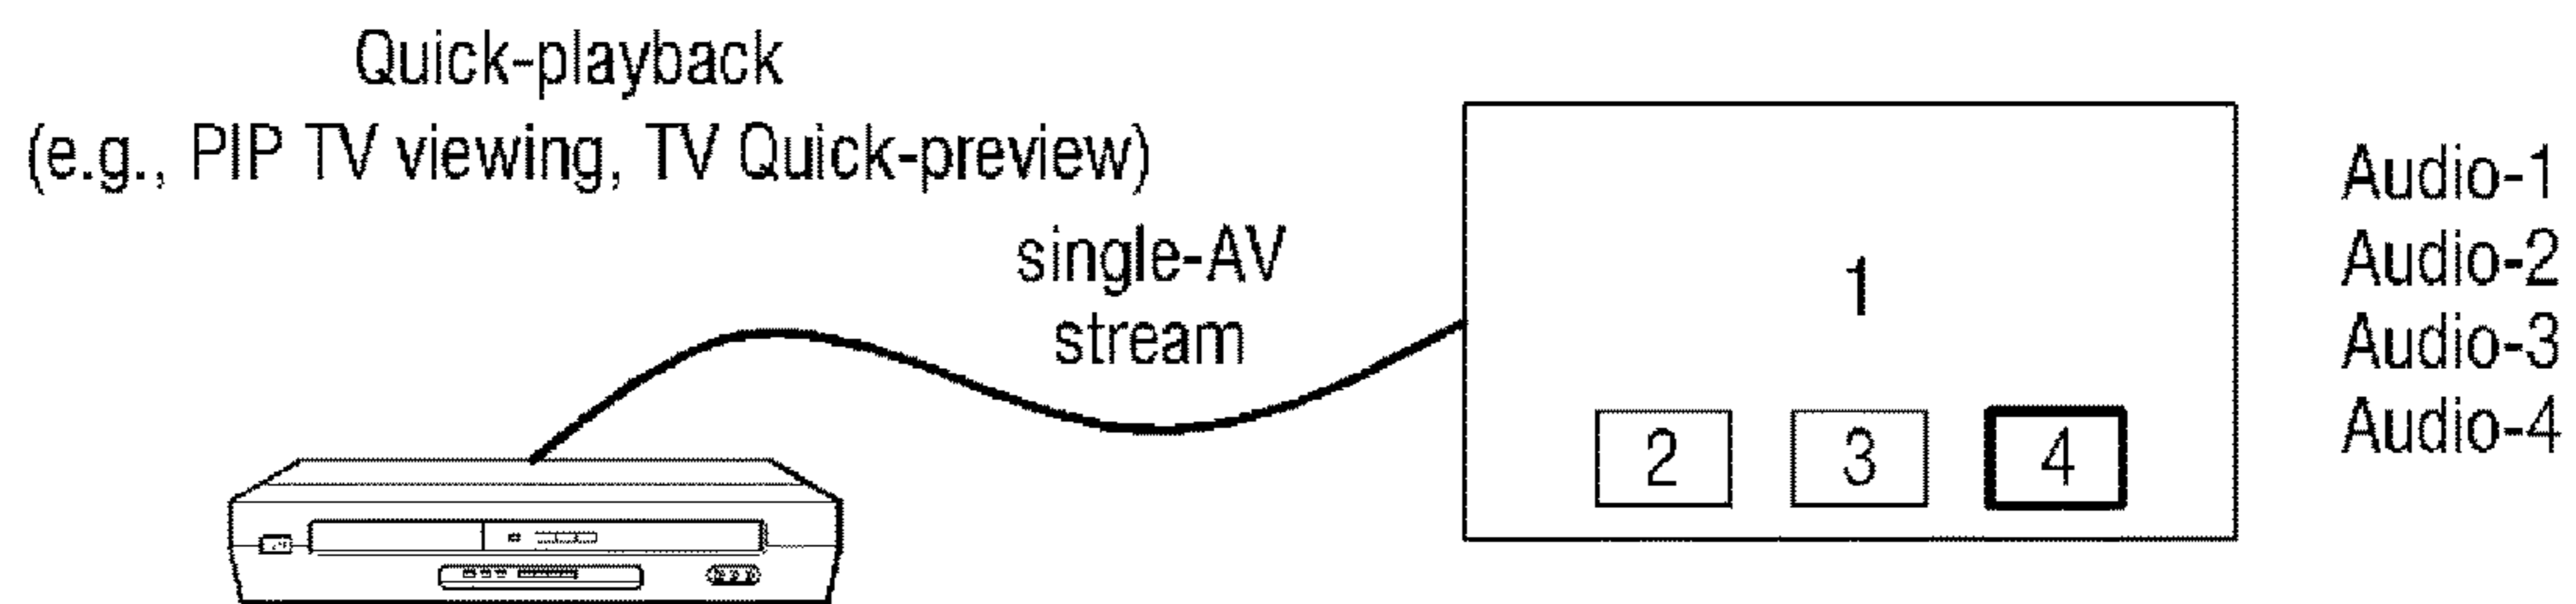 Quick-playback
(e.g., PIP TV viewing, TV Quick-preview)
single-AV
stream
1
2
3
4
Audio-1
Audio-2
Audio-3
Audio-4